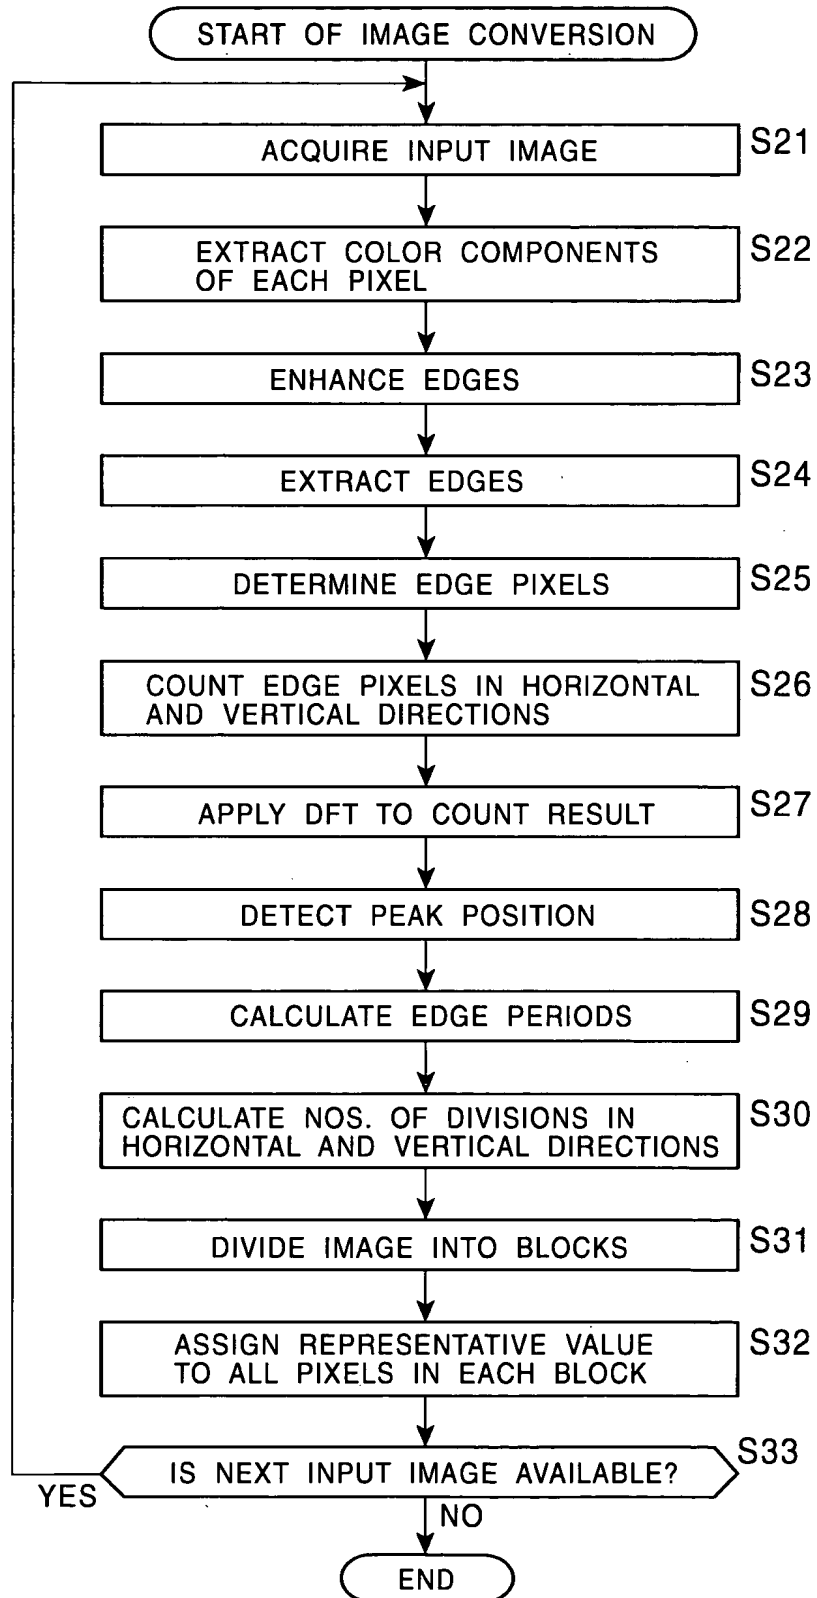 START OF IMAGE CONVERSION
ACQUIRE INPUT IMAGE
S21
EXTRACT COLOR COMPONENTS
OF EACH PIXEL
S22
ENHANCE EDGES
S23
EXTRACT EDGES
S24
DETERMINE EDGE PIXELS
S25
COUNT EDGE PIXELS IN HORIZONTAL
AND VERTICAL DIRECTIONS
S26
APPLY DFT TO COUNT RESULT
S27
DETECT PEAK POSITION
S28
CALCULATE EDGE PERIODS
S29
CALCULATE NOS. OF DIVISIONS IN
HORIZONTAL AND VERTICAL DIRECTIONS
S30
DIVIDE IMAGE INTO BLOCKS
S31
ASSIGN REPRESENTATIVE VALUE
TO ALL PIXELS IN EACH BLOCK
S32
IS NEXT INPUT IMAGE AVAILABLE?
S33
YES
NO
END